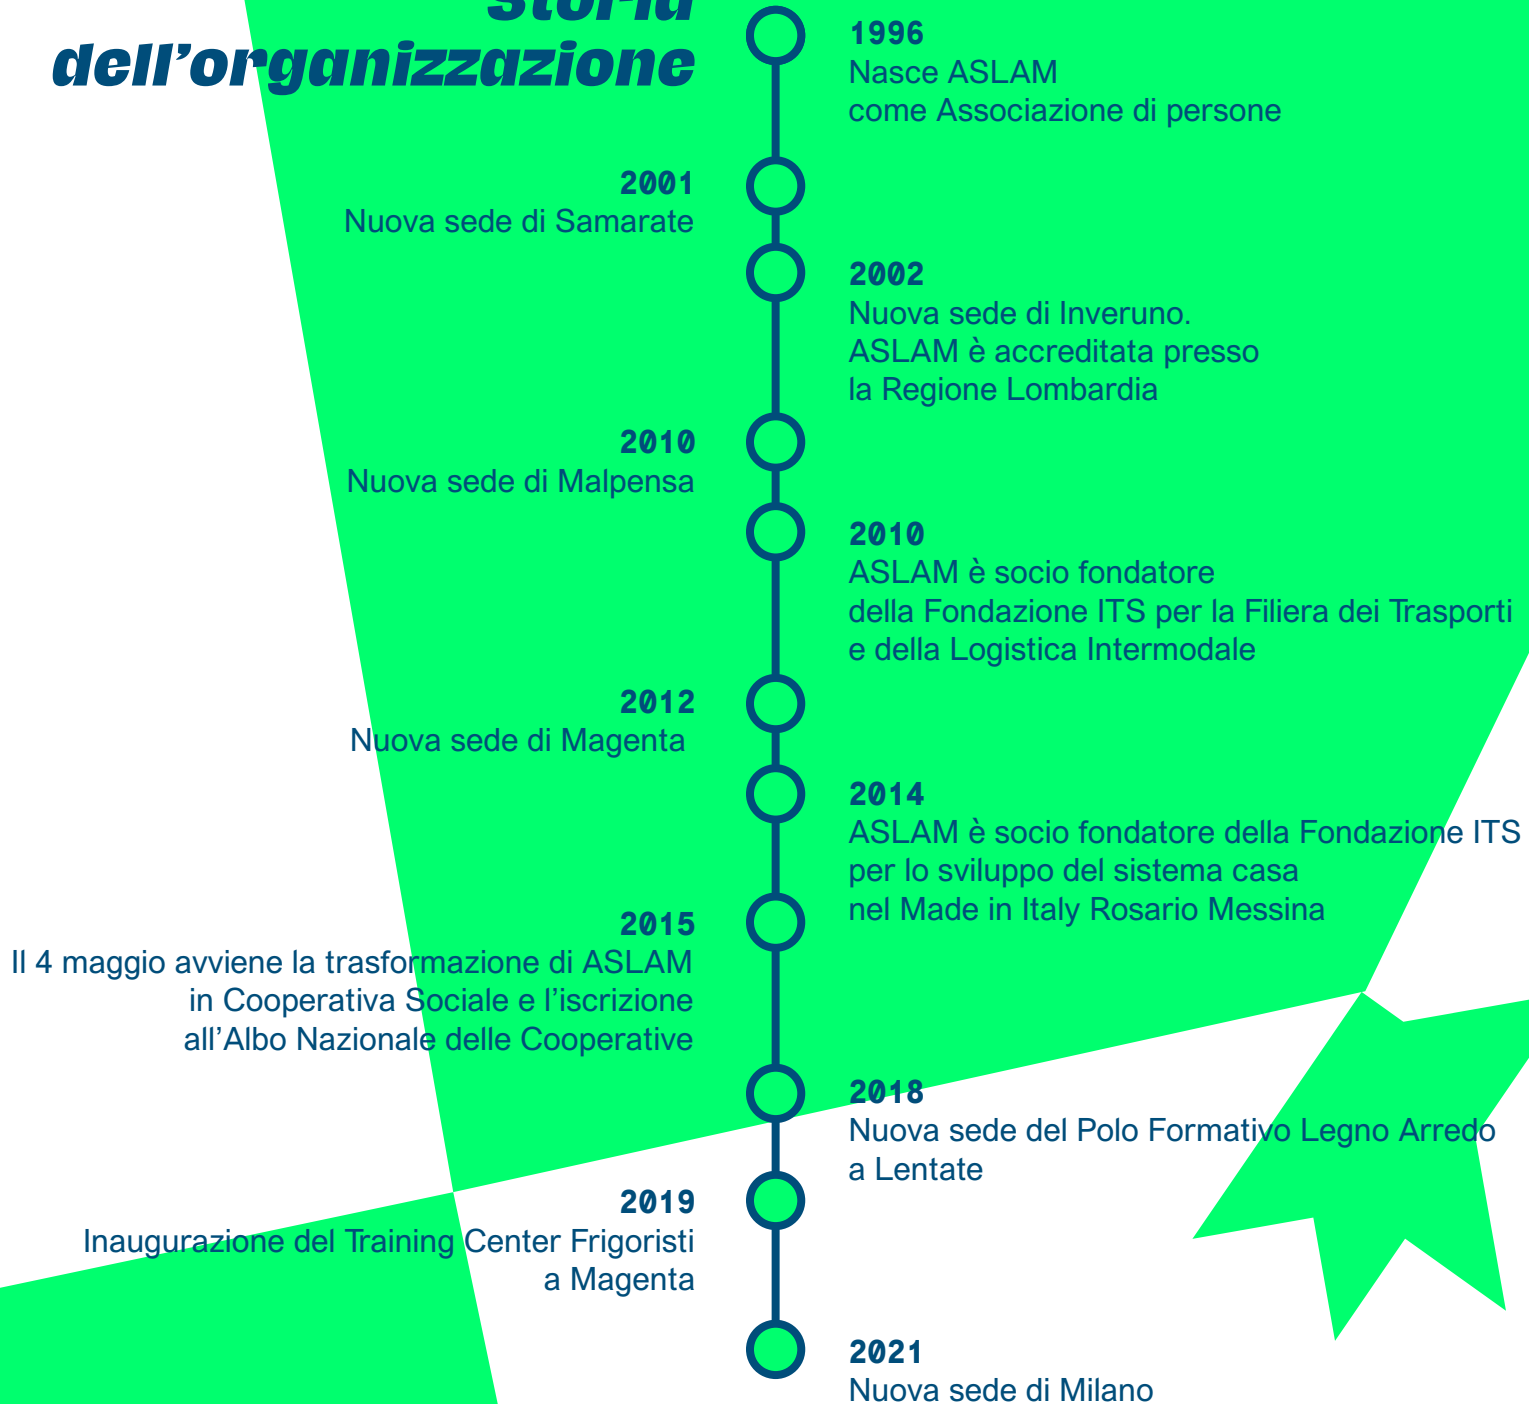 storia
dell’organizzazione
1996
Nasce ASLAM
come Associazione di persone
2001
Nuova sede di Samarate
2002
Nuova sede di Inveruno.
ASLAM è accreditata presso
la Regione Lombardia
2010
Nuova sede di Malpensa
2010
ASLAM è socio fondatore
della Fondazione ITS per la Filiera dei Trasporti
e della Logistica Intermodale
2012
Nuova sede di Magenta
2014
ASLAM è socio fondatore della Fondazione ITS
per lo sviluppo del sistema casa
nel Made in Italy Rosario Messina
2015
Il 4 maggio avviene la trasformazione di ASLAM
in Cooperativa Sociale e l’iscrizione
all’Albo Nazionale delle Cooperative
2018
Nuova sede del Polo Formativo Legno Arredo
a Lentate
2019
Inaugurazione del Training Center Frigoristi
a Magenta
2021
Nuova sede di Milano